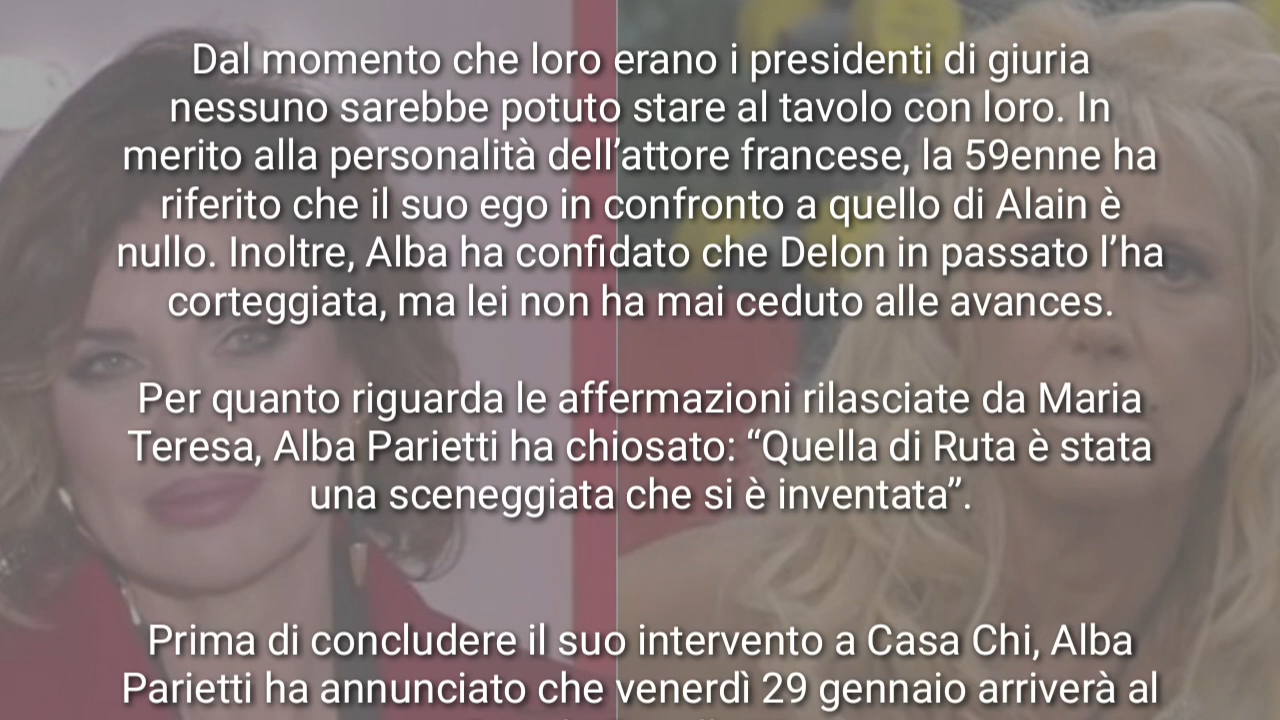 Dal momento che loro erano i presidenti di giuria
nessuno sarebbe potuto stare al tavolo con loro. In
merito alla personalità dell’attore francese, la 59enne ha
riferito che il suo ego in confronto a quello di Alain è
nullo. Inoltre, Alba ha confidato che Delon in passato l’ha
corteggiata, ma lei non ha mai ceduto alle avances.
Per quanto riguarda le affermazioni rilasciate da Maria
Teresa, Alba Parietti ha chiosato: “Quella di Ruta è stata
una sceneggiata che si è inventata”.
Prima di concludere il suo intervento a Casa Chi, Alba
Parietti ha annunciato che venerdì 29 gennaio arriverà al